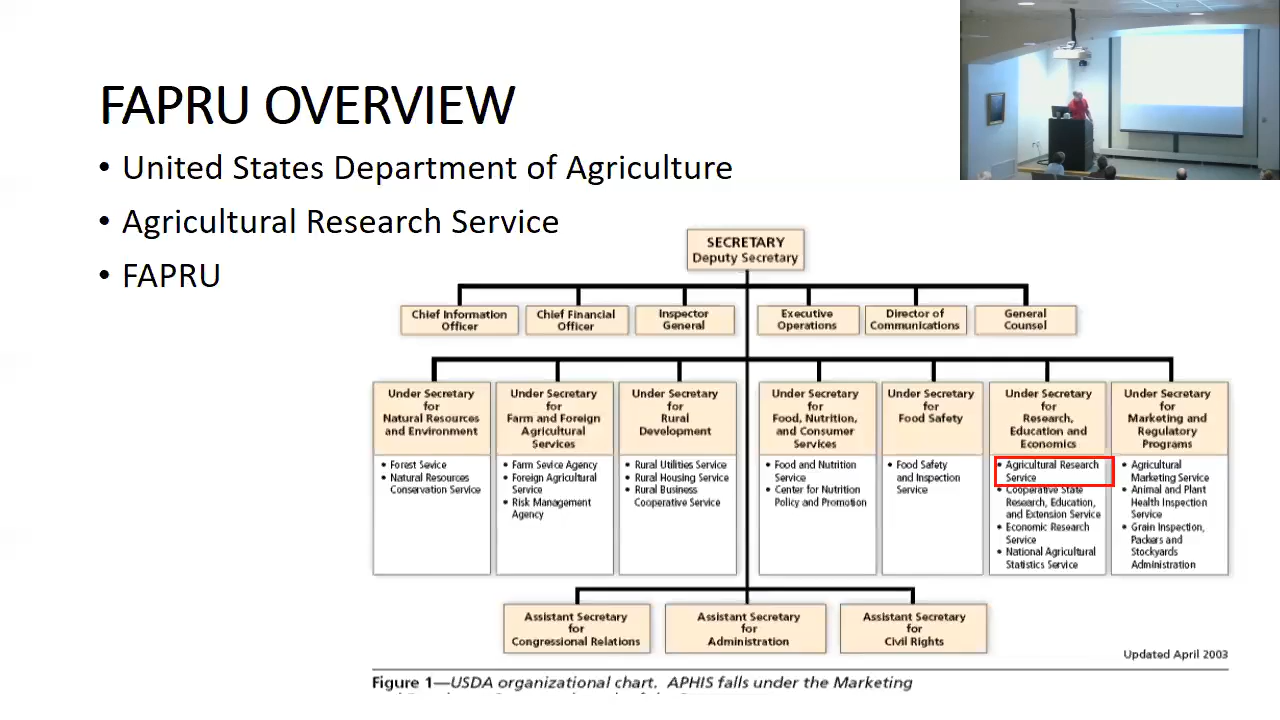 FAPRU OVERVIEW
• United States Department of Agriculture
• Agricultural Research Service
• FAPRU
SECRETARY
Deputy Secretary
Chief Information
Officer
Chief Financial
Officer
Inspector
General
Executive
Operations
Director of
Communications
General
Counsel
Under Secretary
for
Natural Resources
and Environment
• Forest Sevice
• Natural Resources
Conservation Service
Under Secretary
for
Farm and Foreign
Agricultural
Services
• Farm Sevice Agency
• Foreign Agricultural
Service
• Risk Management
Agency
Under Secretary
for
Rural
Development
• Rural Utilities Service
• Rural Housing Service
• Rural Business
Cooperative Service
Under Secretary
for
Food, Nutrition,
and Consumer
Services
• Food and Nutrition
Service
• Center for Nutrition
Policy and Promotion
Under Secretary
for
Food Safety
• Food Safety
and Inspection
Service
Under Secretary
for
Research,
Education and
Economics
• Agricultural Research
Service
• Cooperative State
Research, Education,
and Extension Service
• Economic Research
Service
• National Agricultural
Statistics Service
Under Secretary
for
Marketing and
Regulatory
Programs
• Agricultural
Marketing Service
• Animal and Plant
Health Inspection
Service
• Grain Inspection,
Packers and
Stockyards
Administration
Assistant Secretary
for
Congressional Relations
Assistant Secretary
for
Administration
Assistant Secretary
for
Civil Rights
Updated April 2003
Figure 1—USDA organizational chart. APHIS falls under the Marketing